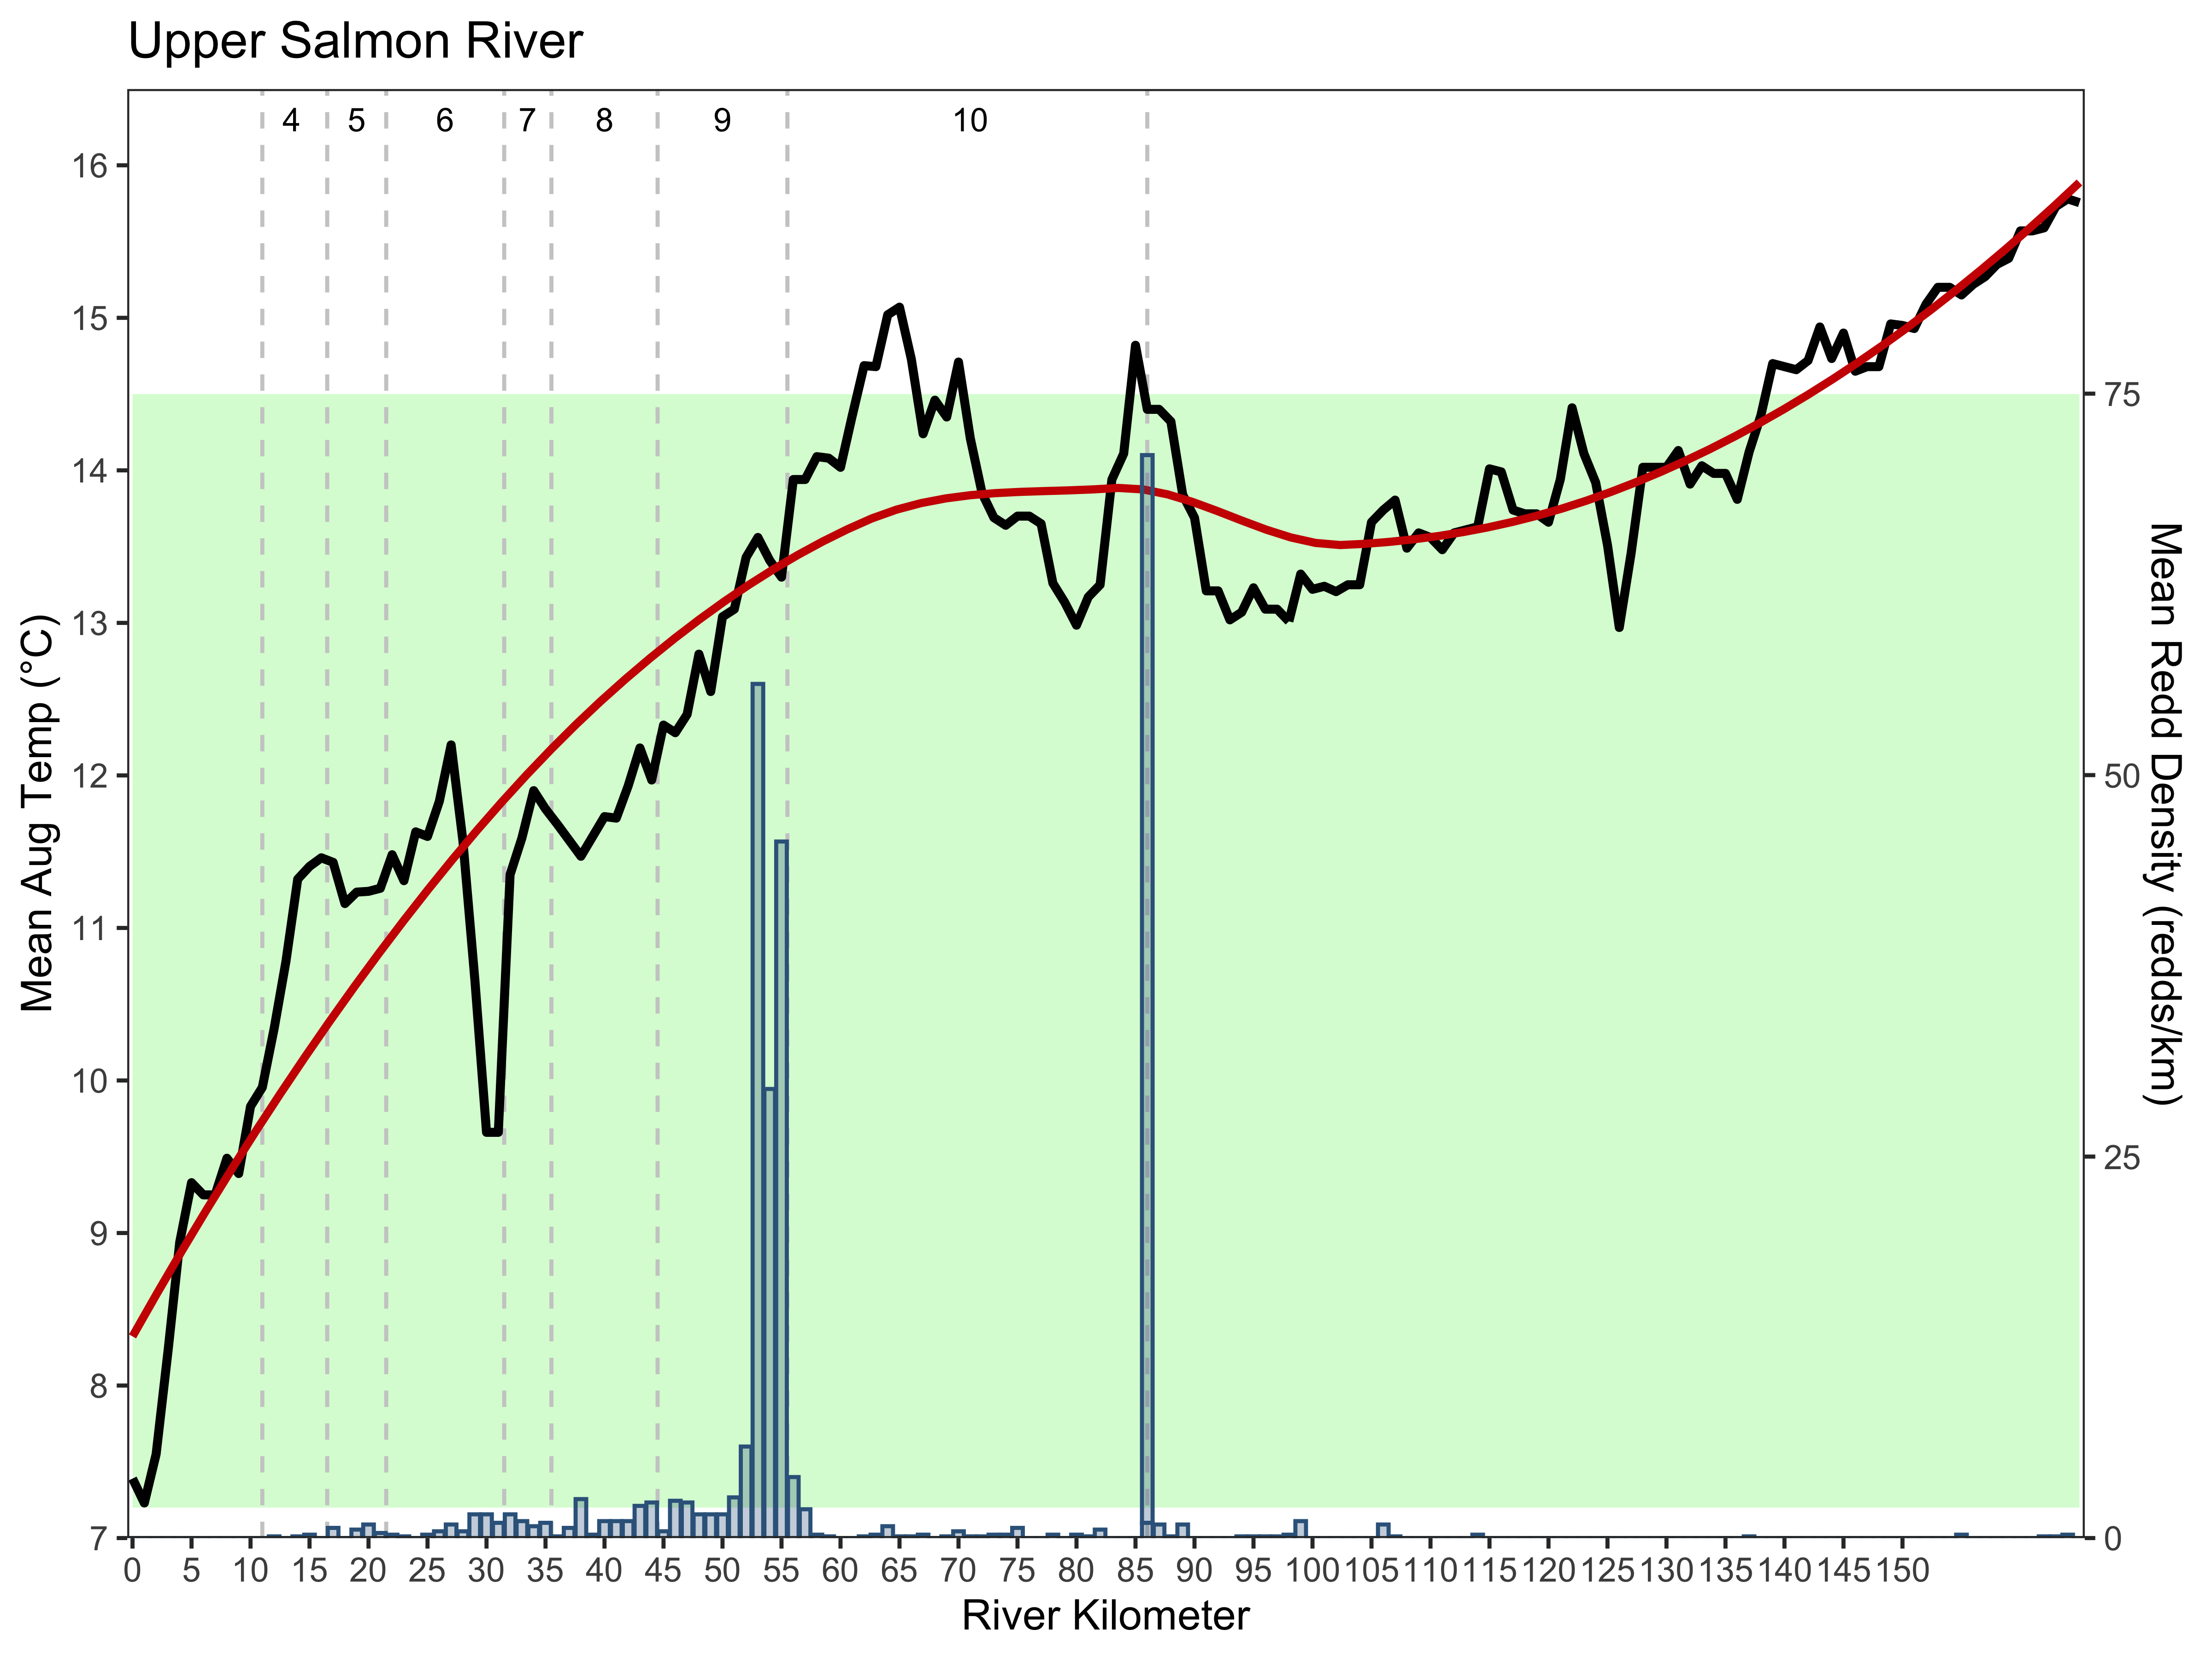 Upper Salmon River
4 5 6 7 8 9 10
16
15
14
13
12
11
10
9
8
7
Mean Aug Temp (°C)
75
50
25
0
Mean Redd Density (redds/km)
0 5 10 15 20 25 30 35 40 45 50 55 60 65 70 75 80 85 90 95 100 105 110 115 120 125 130 135 140 145 150
River Kilometer